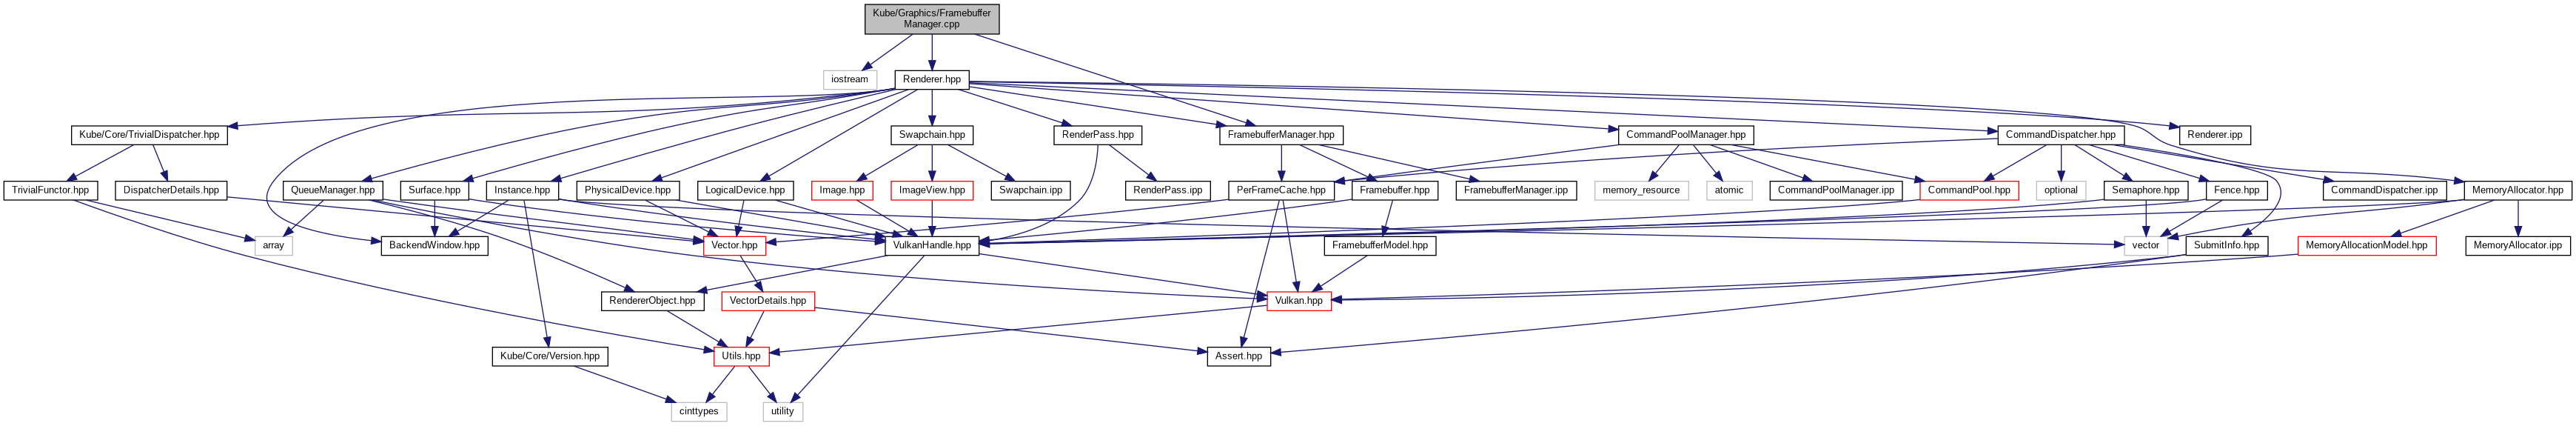 Kube/Graphics/Framebuffer
Manager.cpp
iostream
Renderer.hpp
Kube/Core/TrivialDispatcher.hpp
Swapchain.hpp
RenderPass.hpp
FramebufferManager.hpp
CommandPoolManager.hpp
CommandDispatcher.hpp
Renderer.ipp
TrivialFunctor.hpp
DispatcherDetails.hpp
QueueManager.hpp
Surface.hpp
Instance.hpp
PhysicalDevice.hpp
LogicalDevice.hpp
Image.hpp
ImageView.hpp
Swapchain.ipp
RenderPass.ipp
PerFrameCache.hpp
Framebuffer.hpp
FramebufferManager.ipp
memory_resource
atomic
CommandPoolManager.ipp
CommandPool.hpp
optional
Semaphore.hpp
Fence.hpp
CommandDispatcher.ipp
MemoryAllocator.hpp
array
BackendWindow.hpp
Vector.hpp
VulkanHandle.hpp
FramebufferModel.hpp
vector
SubmitInfo.hpp
MemoryAllocationModel.hpp
MemoryAllocator.ipp
RendererObject.hpp
VectorDetails.hpp
Vulkan.hpp
Kube/Core/Version.hpp
Utils.hpp
Assert.hpp
cinttypes
utility